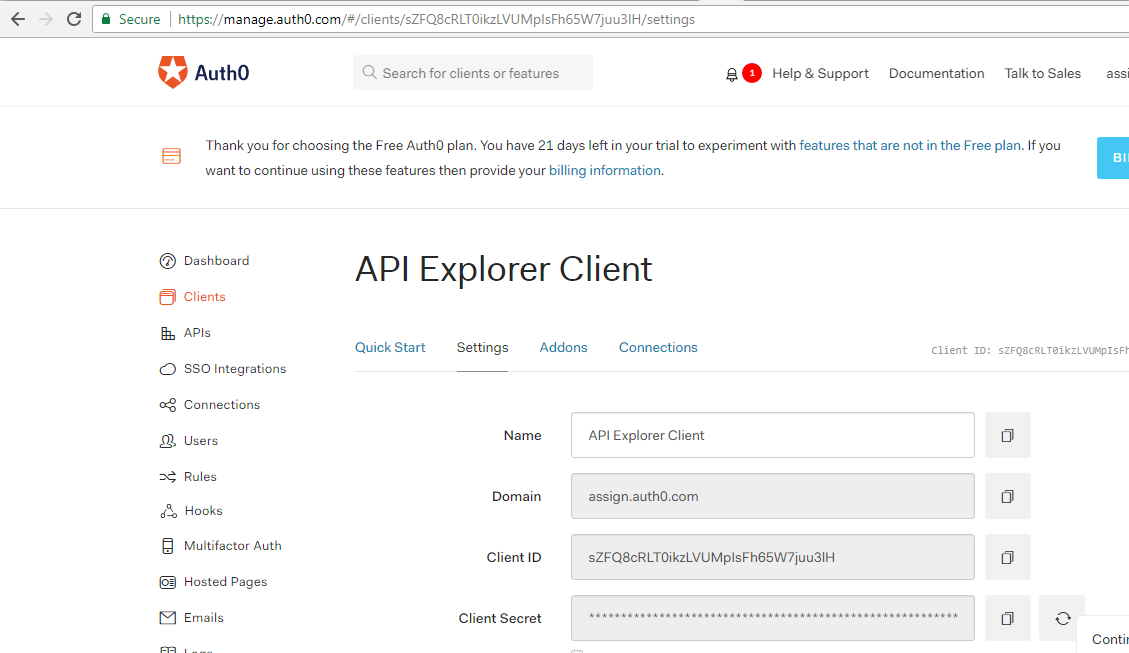 Secure https://manage.auth0.com/#/clients/sZFQ8cRLT0ikzLVUMpIsFh65W7juu3lH/settings
Auth0
Search for clients or features
1 Help & Support Documentation Talk to Sales assi
Thank you for choosing the Free Auth0 plan. You have 21 days left in your trial to experiment with features that are not in the Free plan. If you
want to continue using these features then provide your billing information.
BI
Dashboard
Clients
APIs
SSO Integrations
Connections
Users
Rules
Hooks
Multifactor Auth
Hosted Pages
Emails
Logs
API Explorer Client
Quick Start Settings Addons Connections
Client ID: sZFQ8cRLT0ikzLVUMpIsFh
Name API Explorer Client
Domain assign.auth0.com
Client ID sZFQ8cRLT0ikzLVUMpIsFh65W7juu3lH
Client Secret ****************************************************************
Contin